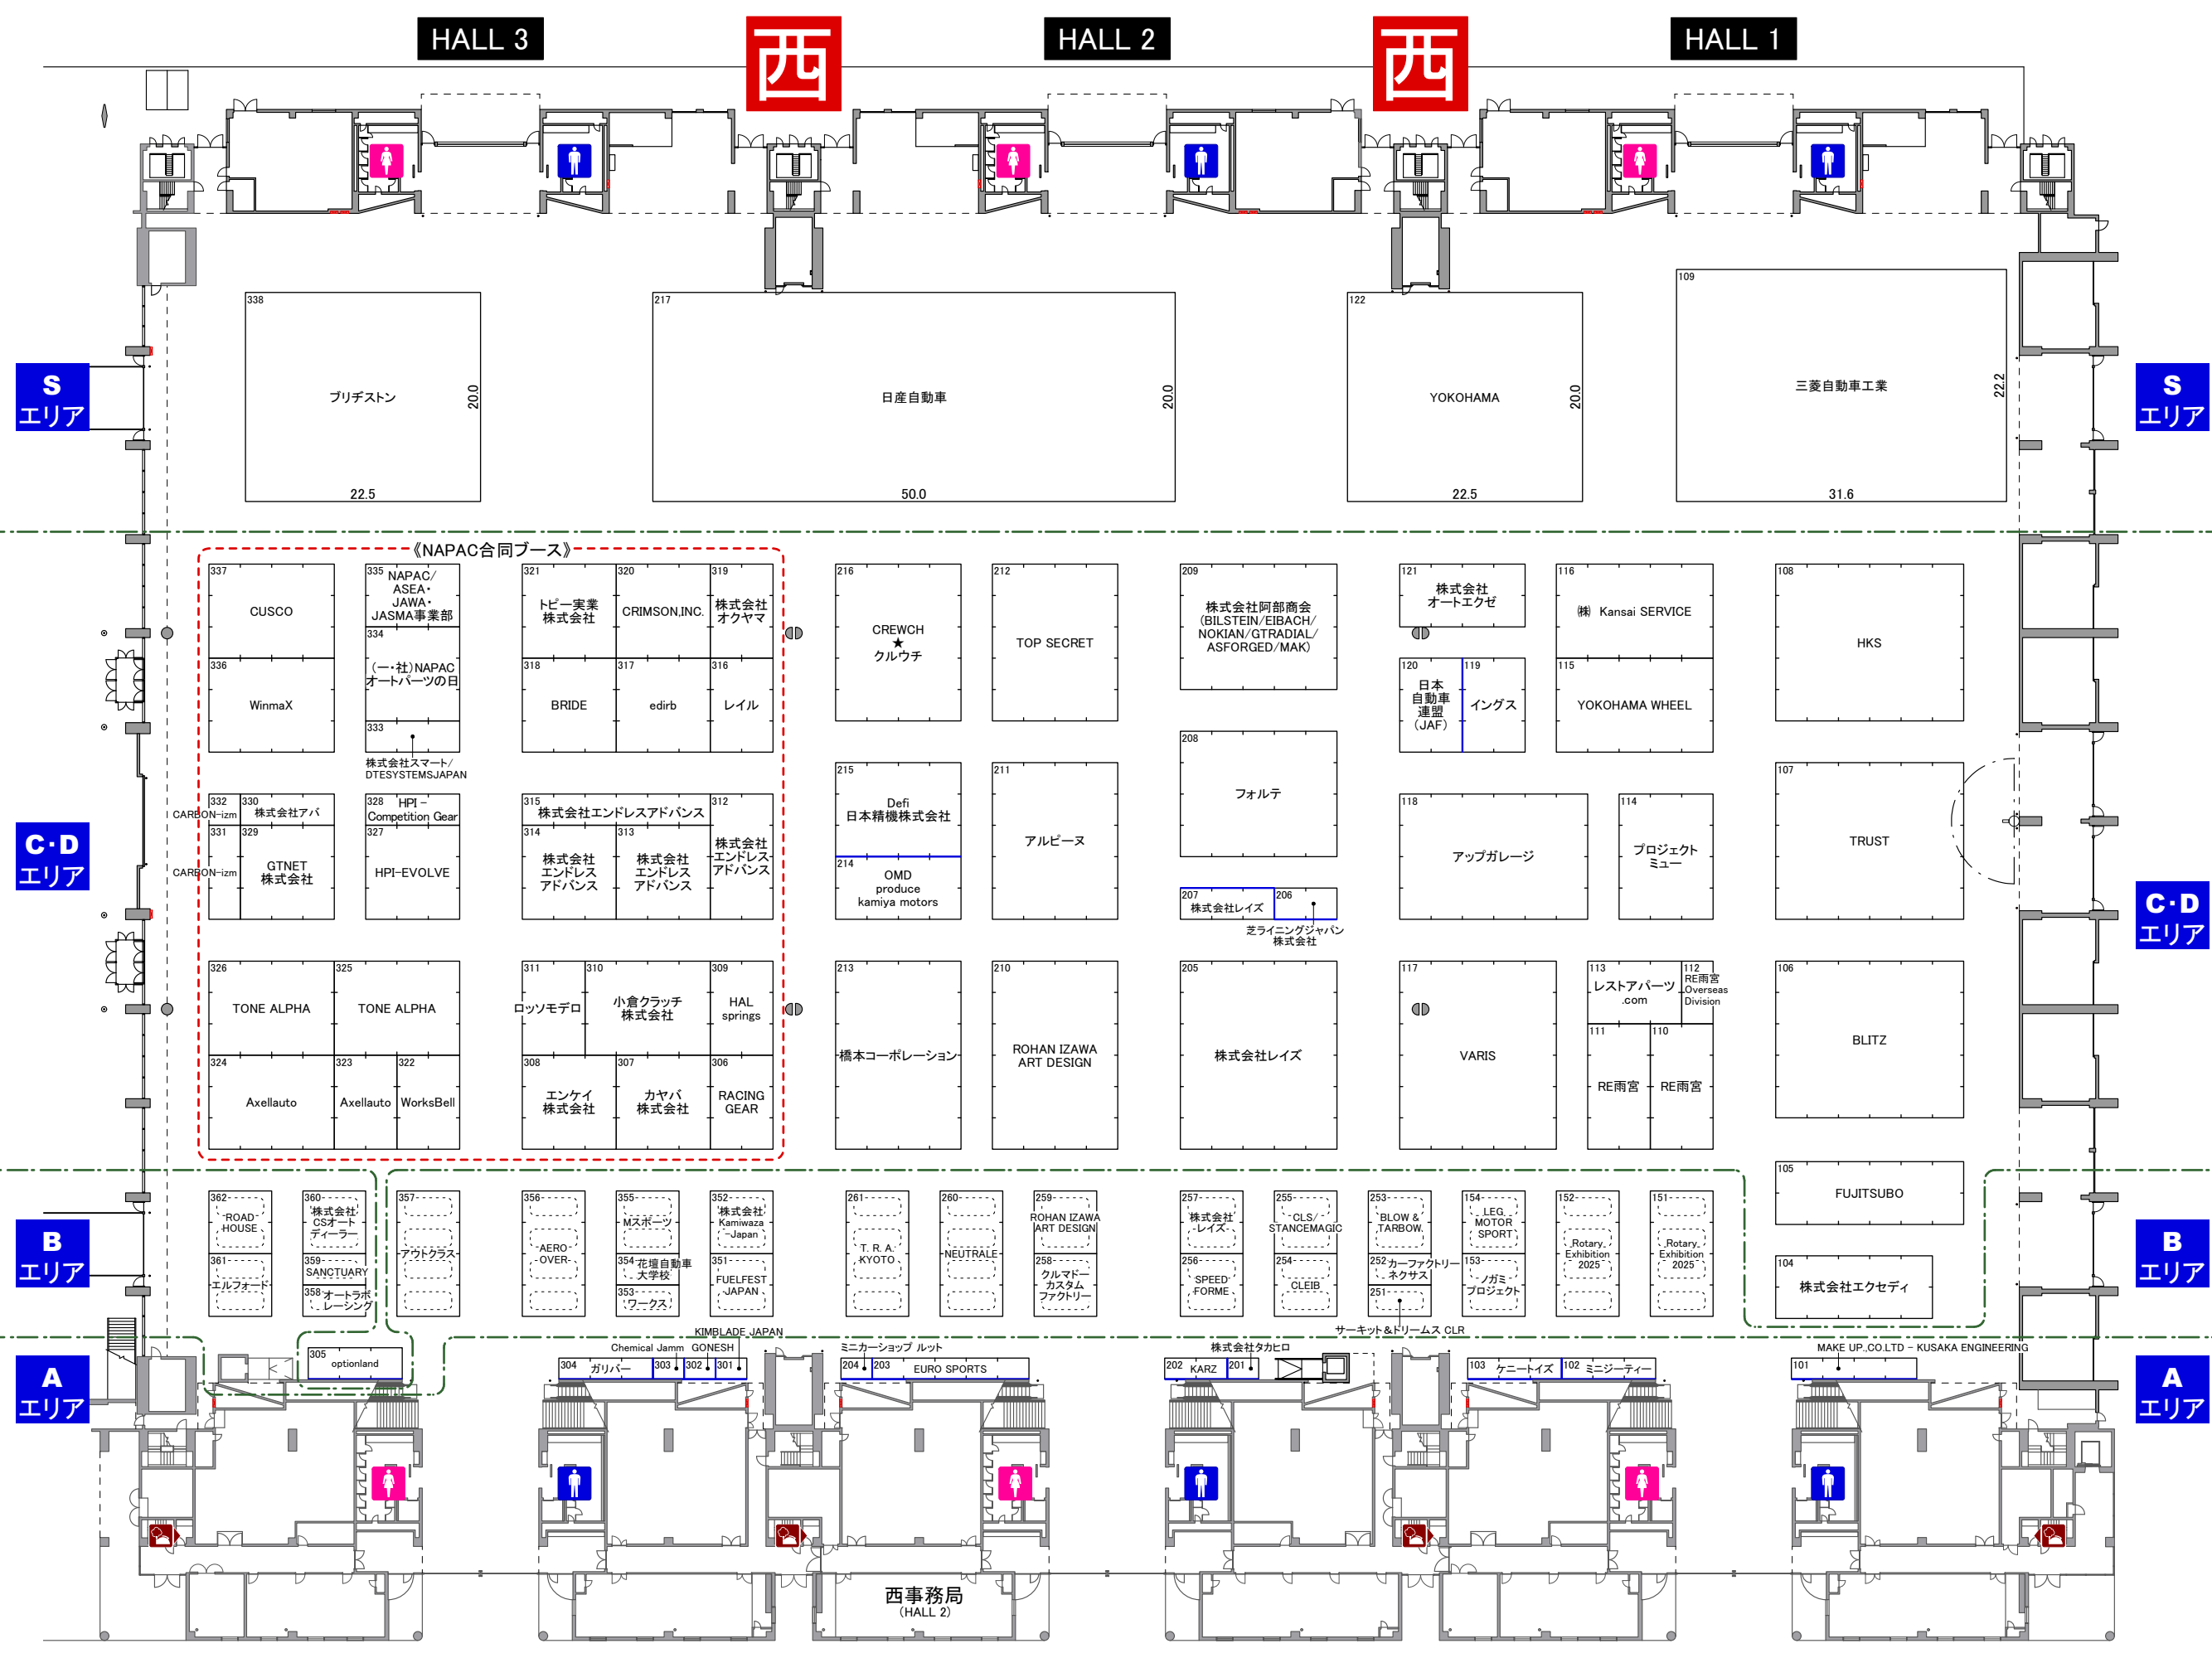 HALL 3
西
HALL 2
西
HALL 1
338
ブリヂストン
20.0
22.5
217
日産自動車
20.0
50.0
122
YOKOHAMA
20.0
22.5
109
三菱自動車工業
22.2
31.6
S
エリア
S
エリア
《NAPAC合同ブース》
337
CUSCO
335
NAPAC/
ASEA・
JAWA・
JASMA事業部
334
(一・社)NAPAC
オートパーツの日
333
株式会社スマート/
DTESYSTEMSJAPAN
336
WinmaX
321
トピー実業
株式会社
320
CRIMSON,INC.
319
株式会社
オクヤマ
318
BRIDE
317
edirb
316
レイル
216
CREWCH
★
クルウチ
212
TOP SECRET
209
株式会社阿部商会
(BILSTEIN/EIBACH/
NOKIAN/GTRADIAL/
ASFORGED/MAK)
121
株式会社
オートエクゼ
120
日本
自動車
連盟
(JAF)
119
イングス
116
㈱ Kansai SERVICE
115
YOKOHAMA WHEEL
108
HKS
332
CARBON-izm
330
株式会社アバ
331
CARBON-izm
329
GTNET
株式会社
328
HPI -
Competition Gear
327
HPI-EVOLVE
315
株式会社エンドレスアドバンス
314
株式会社
エンドレス
アドバンス
313
株式会社
エンドレス
アドバンス
312
株式会社
エンドレス
アドバンス
215
Defi
日本精機株式会社
214
OMD
produce
kamiya motors
211
アルピーヌ
208
フォルテ
207
株式会社レイズ
206
芝ライニングジャパン
株式会社
118
アップガレージ
114
プロジェクト
ミュー
107
TRUST
C・D
エリア
C・D
エリア
326
TONE ALPHA
325
TONE ALPHA
324
Axellauto
323
Axellauto
322
WorksBell
311
ロッソモデロ
310
小倉クラッチ
株式会社
309
HAL
springs
308
エンケイ
株式会社
307
カヤバ
株式会社
306
RACING
GEAR
213
橋本コーポレーション
210
ROHAN IZAWA
ART DESIGN
205
株式会社レイズ
117
VARIS
113
レストアパーツ
.com
112
RE雨宮
Overseas
Division
111
RE雨宮
110
RE雨宮
106
BLITZ
105
FUJITSUBO
104
株式会社エクセディ
B
エリア
B
エリア
362
ROAD
HOUSE
361
エルフォード
360
株式会社
CSオート
ディーラー
359
SANCTUARY
358
オートラボ
レーシング
357
アウトクラス
356
AERO
OVER
355
Mスポーツ
354
花壇自動車
大学校
353
ワークス
352
株式会社
Kamiwaza
-Japan
351
FUELFEST
JAPAN
261
T. R. A.
KYOTO
260
NEUTRALE
259
ROHAN IZAWA
ART DESIGN
258
クルマドー
カスタム
ファクトリー
257
株式会社
レイズ
256
SPEED
FORME
255
CLS/
STANCEMAGIC
254
CLEIB
253
BLOW &
TARBOW.
252
カーファクトリー
ネクサス
251
サーキット&ドリームス CLR
154
LEG
MOTOR
SPORT
153
ノガミ
プロジェクト
152
Rotary
Exhibition
2025
151
Rotary
Exhibition
2025
A
エリア
A
エリア
305
optionland
304
ガリバー
303
Chemical Jamm
302
GONESH
301
KIMBLADE JAPAN
204
ミニカーショップ ルット
203
EURO SPORTS
202
KARZ
201
株式会社タカヒロ
103
ケニートイズ
102
ミニジーティー
101
MAKE UP.,CO.LTD - KUSAKA ENGINEERING
西事務局
(HALL 2)